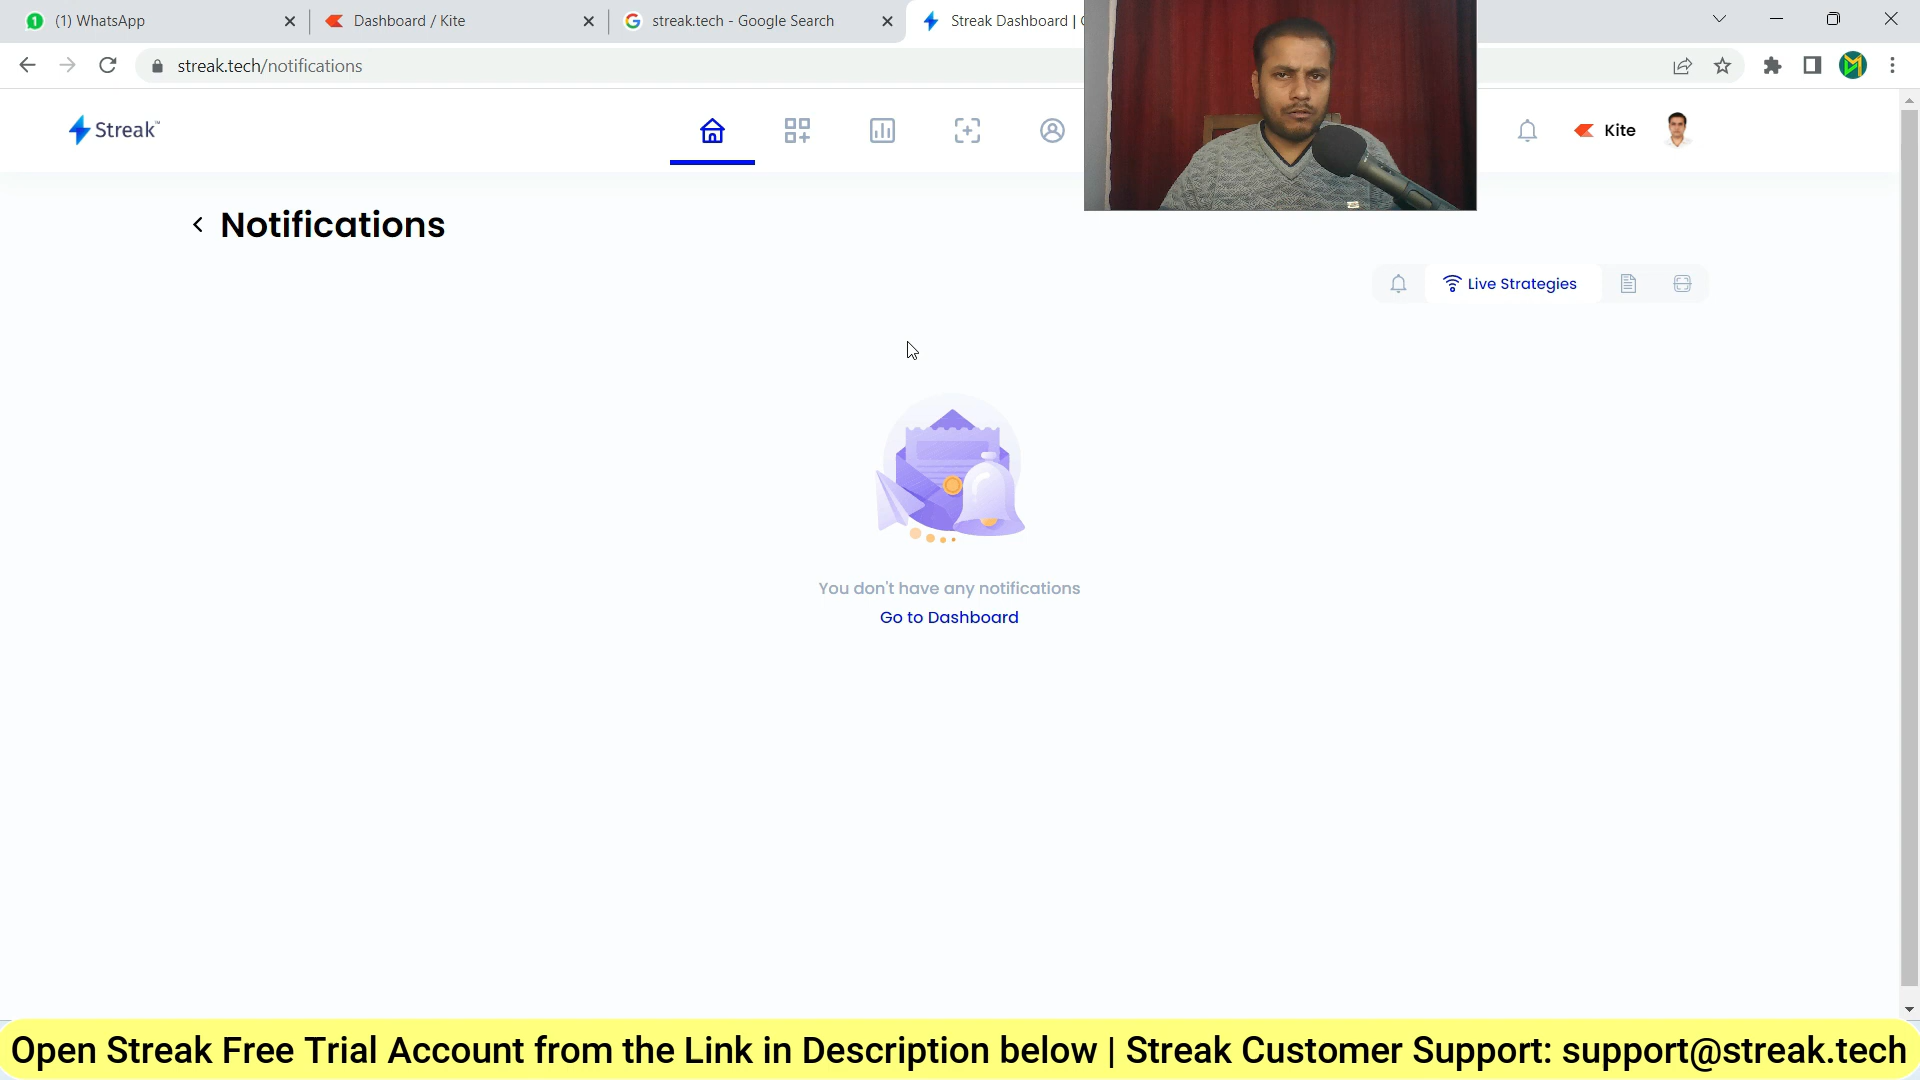 (1) WhatsApp
Dashboard / Kite
streak.tech - Google Search
Streak Dashboard |
streak.tech/notifications
Streak™
Kite
Notifications
Live Strategies
You don't have any notifications
Go to Dashboard
Open Streak Free Trial Account from the Link in Description below | Streak Customer Support: support@streak.tech